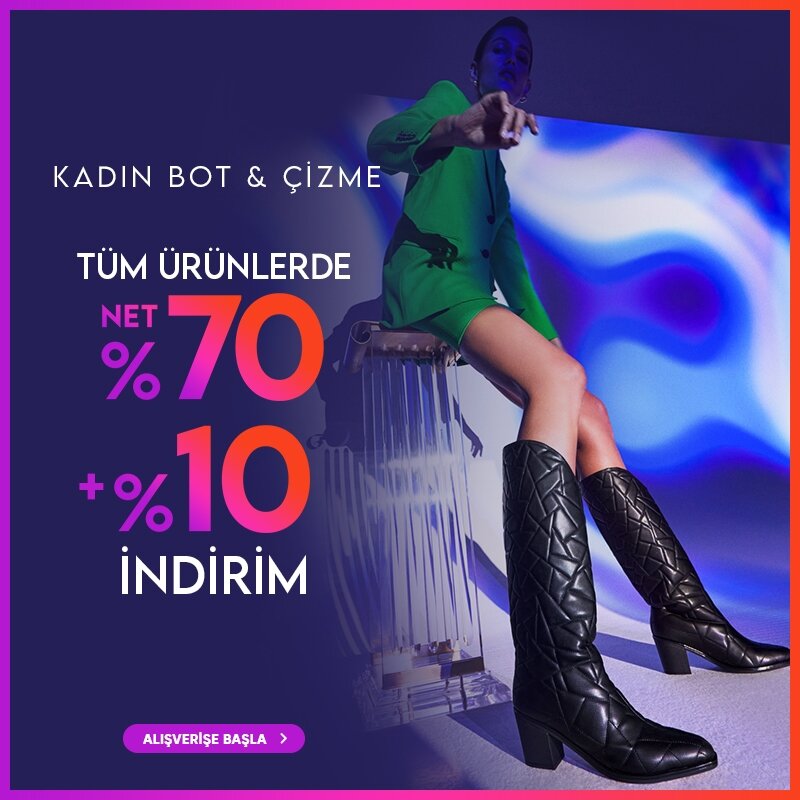 KADIN BOT & ÇİZME
TÜM ÜRÜNLERDE
NET
%70
+%10
İNDİRİM
ALIŞVERİŞE BAŞLA >